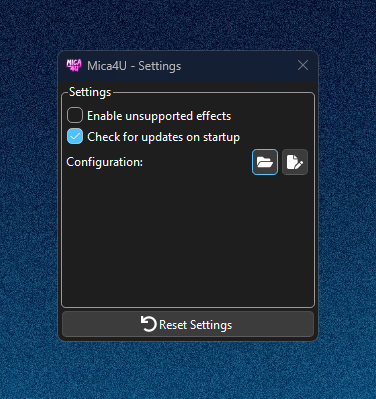 MICA
4U
Mica4U - Settings
Settings
Enable unsupported effects
Check for updates on startup
Configuration:
Reset Settings